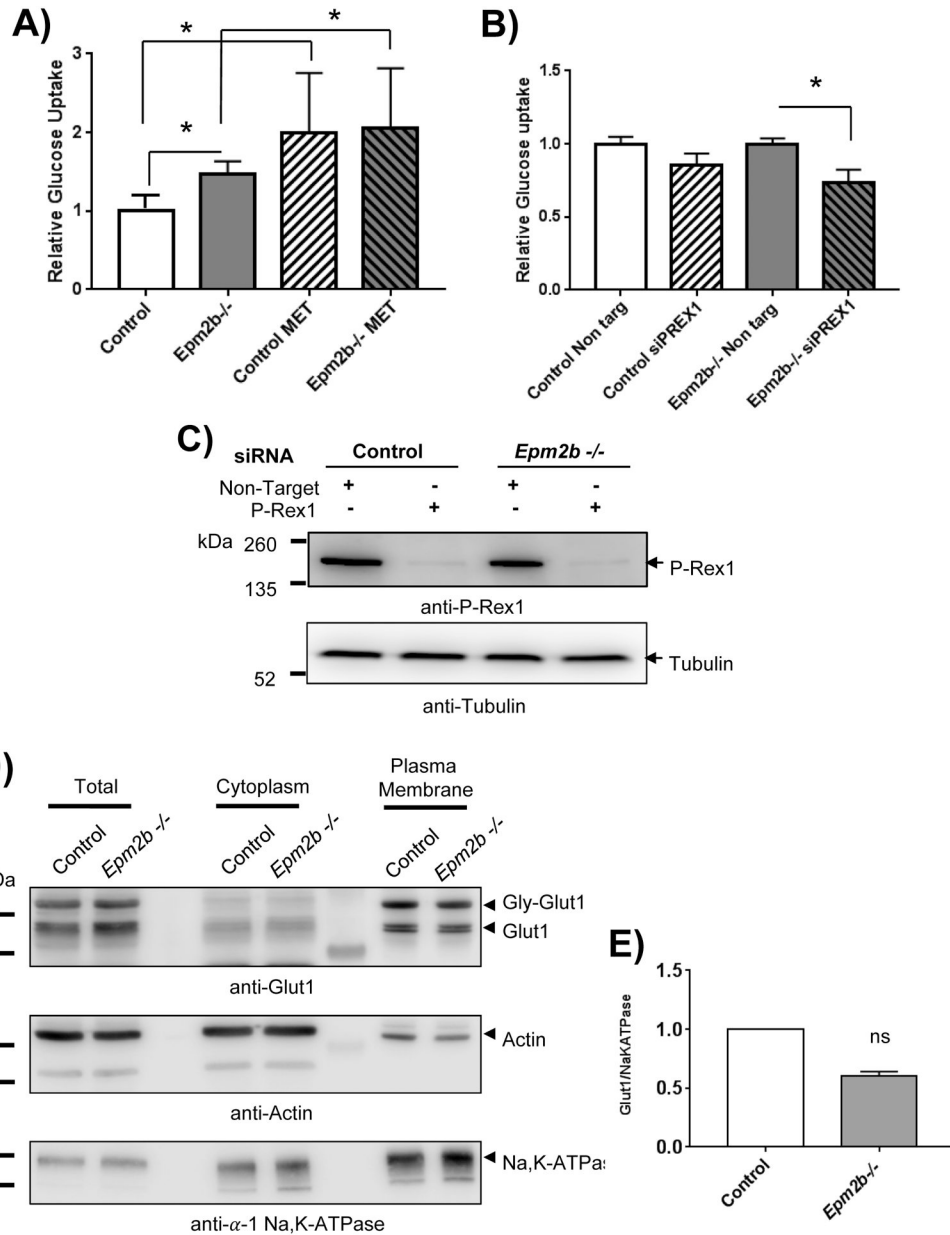 A)
*
*
*
Relative Glucose Uptake
3
2
1
0
Control
Epm2b-/-
Control MET
Epm2b-/- MET
B)
*
Relative Glucose uptake
1.5
1.0
0.5
0.0
Control Non targ
Control siPREX1
Epm2b-/- Non targ
Epm2b-/- siPREX1
C)
siRNA Control Epm2b -/-
Non-Target + - + -
P-Rex1 - + - +
kDa 260
135
P-Rex1
anti-P-Rex1
52
Tubulin
anti-Tubulin
)
Total Cytoplasm Plasma
Membrane
Control Epm2b -/- Control Epm2b -/- Control Epm2b -/-
Da
Gly-Glut1
Glut1
anti-Glut1
Actin
anti-Actin
Na,K-ATPas
anti-α-1 Na,K-ATPase
E)
Glut1/NaKATPase
1.5
1.0
0.5
0.0
ns
Control
Epm2b-/-